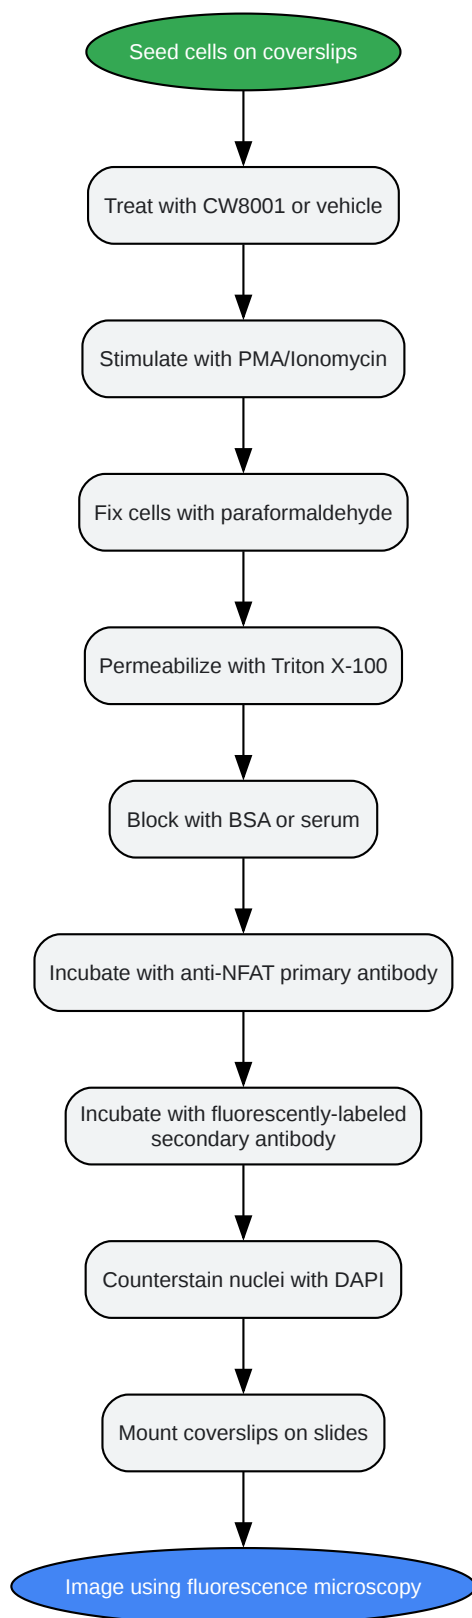 Seed cells on coverslips
Treat with CW8001 or vehicle
Stimulate with PMA/Ionomycin
Fix cells with paraformaldehyde
Permeabilize with Triton X-100
Block with BSA or serum
Incubate with anti-NFAT primary antibody
Incubate with fluorescently-labeled
secondary antibody
Counterstain nuclei with DAPI
Mount coverslips on slides
Image using fluorescence microscopy